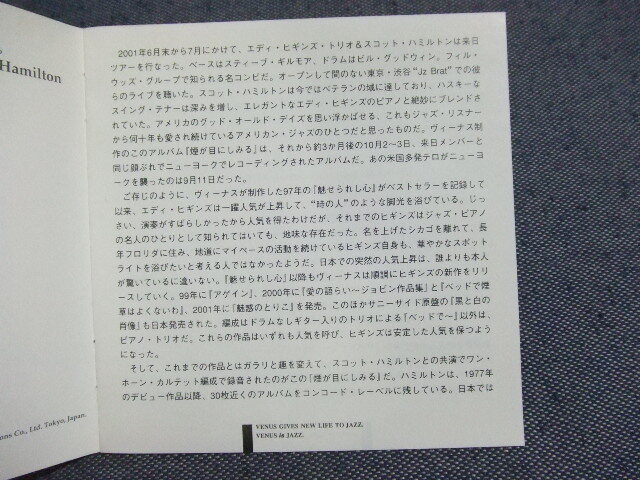 Hamilton
2001年6月末から7月にかけて、エディ・ヒギンズ・トリオ&スコット・ハミルトンは来日
ツアーを行なった。ベースはスティーブ・ギルモア、ドラムはビル・グッドウィン。フィル・
ウッズ・グループで知られる名コンビだ。オープンして間のない東京・渋谷“Jz Brat”での彼
らのライブを聴いた。スコット・ハミルトンは今ではベテランの域に達しており、ハスキーな
スイング・テナーは深みを増し、エレガントなエディ・ヒギンズのピアノと絶妙にブレンドさ
れていた。アメリカのグッド・オールド・デイズを思い浮かばせる、これもジャズ・リスナー
から何十年も愛され続けているアメリカン・ジャズのひとつだと思ったものだ。ヴィーナス制
作のこのアルバム『煙が目にしみる』は、それから約3か月後の10月2〜3日、来日メンバーと
同じ顔ぶれでニューヨークでレコーディングされたアルバムだ。あの米国多発テロがニューヨ
ークを襲ったのは9月11日だった。
ご存じのように、ヴィーナスが制作した97年の『魅せられし心』がベストセラーを記録して
以来、エディ・ヒギンズは一躍人気が上昇して、“時の人”のような脚光を浴びている。じっ
さい、演奏がすばらしかったから人気を得たわけだが、それまでのヒギンズはジャズ・ピアノ
の名人のひとりとして知られてはいても、地味な存在だった。名を上げたシカゴを離れて、長
年フロリダに住み、地道にマイペースの活動を続けているヒギンズ自身も、華やかなスポット
ライトを浴びたいと考える人ではなかったようだ。日本での突然の人気上昇は、誰よりも本人
が驚いているに違いない。『魅せられし心』以降もヴィーナスは順調にヒギンズの新作をリリ
ースしていく。99年に『アゲイン』、2000年に『愛の語らい〜ジョビン作品集』と『ベッドで煙
草はよくないわ』、2001年に『魅惑のとりこ』を発売。このほかサニーサイド原盤の『黒と白の
肖像』も日本発売された。編成はドラムなしギター入りのトリオによる『ベッドで〜』以外は、
ピアノ・トリオだ。これらの作品はいずれも人気を呼び、ヒギンズは安定した人気を保つよう
になった。
そして、これまでの作品とはガラリと趣を変えて、スコット・ハミルトンとの共演でワン・
ホーン・カルテット編成で録音されたのがこの『煙が目にしみる』だ。ハミルトンは、1977年
のデビュー作品以降、30枚近くのアルバムをコンコード・レーベルに残している。日本では
ons Co., Ltd. Tokyo, Japan.
VENUS GIVES NEW LIFE TO JAZZ.
VENUS is JAZZ.